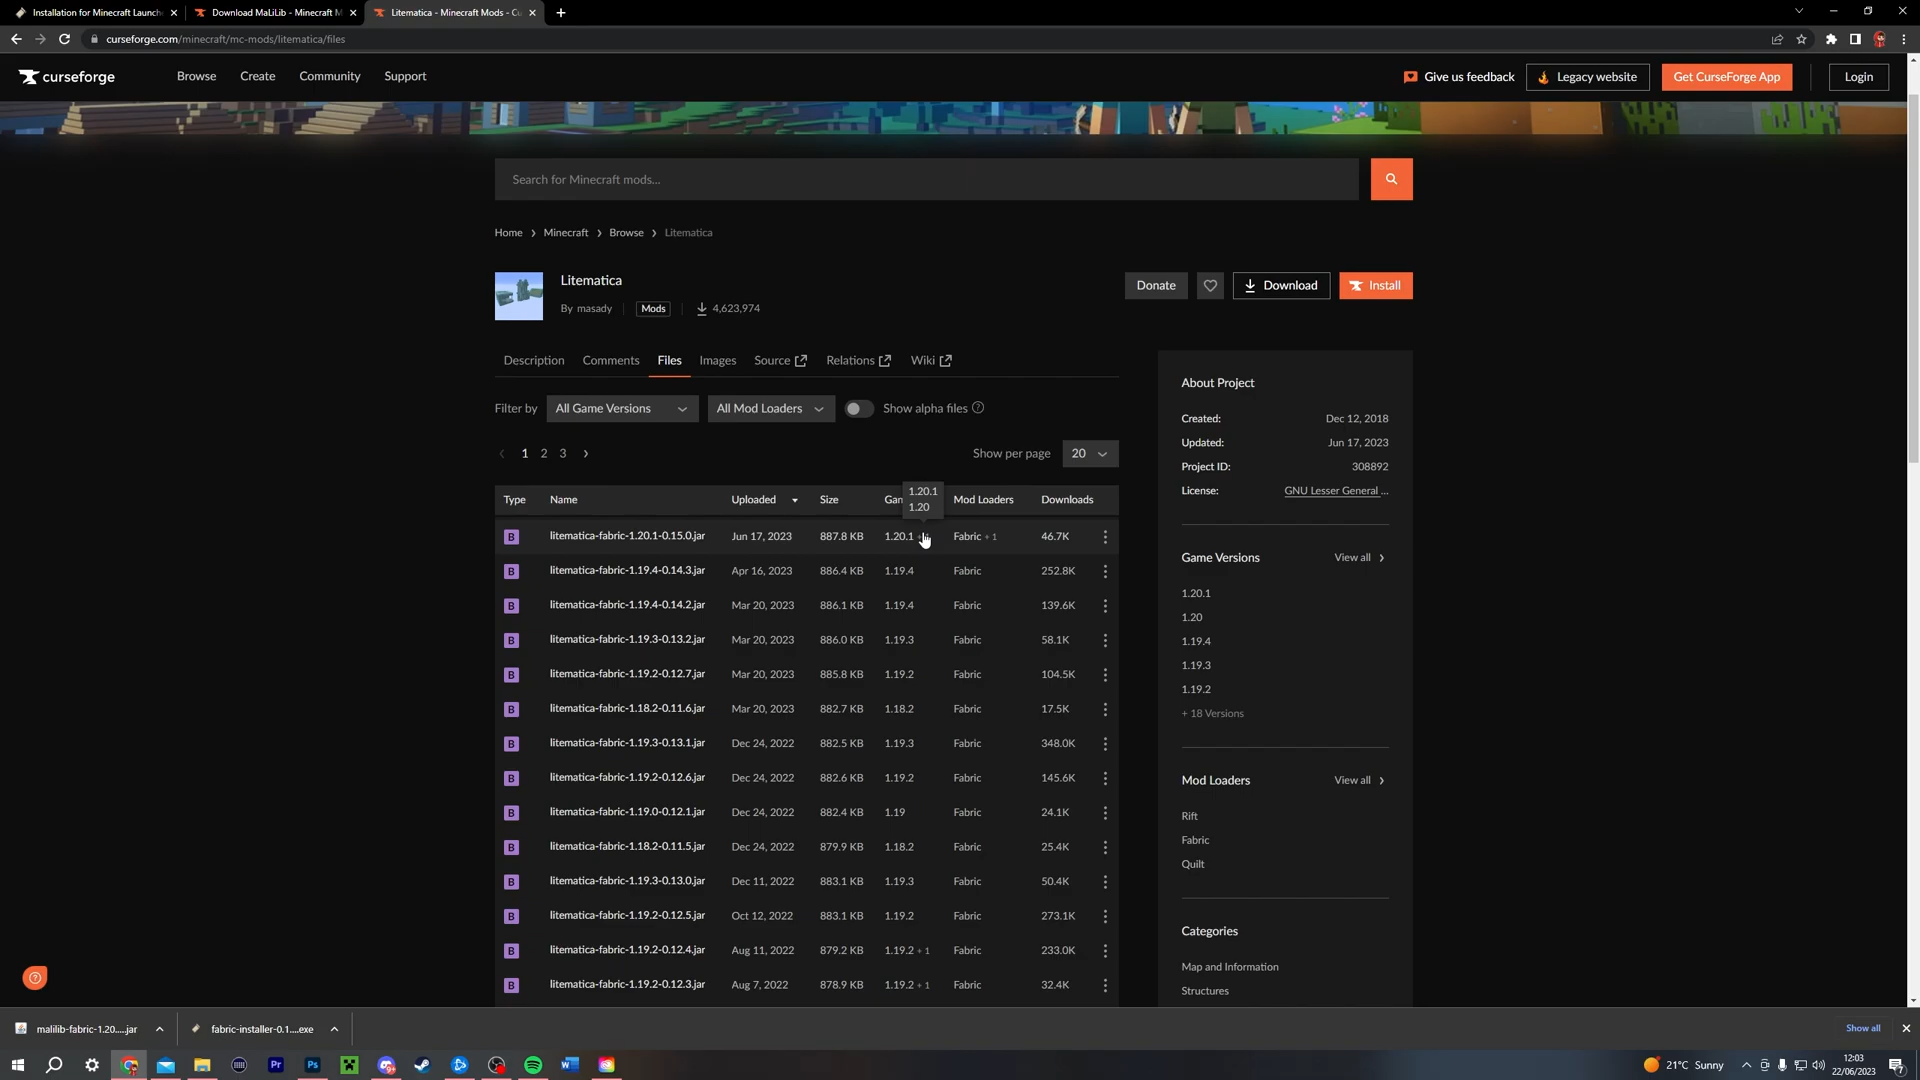 Installation for Minecraft Launch
Download MaLiLib - Minecraft M
Litematica - Minecraft Mods - Cu
curseforge.com/minecraft/mc-mods/litematica/files
curseforge
Browse
Create
Community
Support
Give us feedback
Legacy website
Get CurseForge App
Login
Search for Minecraft mods...
Home > Minecraft > Browse > Litematica
Litematica
By masady
Mods
4,623,974
Donate
Download
Install
Description
Comments
Files
Images
Source
Relations
Wiki
Filter by
All Game Versions
All Mod Loaders
Show alpha files
1 2 3
Show per page
20
1.20.1
1.20
Type Name Uploaded Size Gam Mod Loaders Downloads
B litematica-fabric-1.20.1-0.15.0.jar Jun 17, 2023 887.8 KB 1.20.1 Fabric + 1 46.7K
B litematica-fabric-1.19.4-0.14.3.jar Apr 16, 2023 886.4 KB 1.19.4 Fabric 252.8K
B litematica-fabric-1.19.4-0.14.2.jar Mar 20, 2023 886.1 KB 1.19.4 Fabric 139.6K
B litematica-fabric-1.19.3-0.13.2.jar Mar 20, 2023 886.0 KB 1.19.3 Fabric 58.1K
B litematica-fabric-1.19.2-0.12.7.jar Mar 20, 2023 885.8 KB 1.19.2 Fabric 104.5K
B litematica-fabric-1.18.2-0.11.6.jar Mar 20, 2023 882.7 KB 1.18.2 Fabric 17.5K
B litematica-fabric-1.19.3-0.13.1.jar Dec 24, 2022 882.5 KB 1.19.3 Fabric 348.0K
B litematica-fabric-1.19.2-0.12.6.jar Dec 24, 2022 882.6 KB 1.19.2 Fabric 145.6K
B litematica-fabric-1.19.0-0.12.1.jar Dec 24, 2022 882.4 KB 1.19 Fabric 24.1K
B litematica-fabric-1.18.2-0.11.5.jar Dec 24, 2022 879.9 KB 1.18.2 Fabric 25.4K
B litematica-fabric-1.19.3-0.13.0.jar Dec 11, 2022 883.1 KB 1.19.3 Fabric 50.4K
B litematica-fabric-1.19.2-0.12.5.jar Oct 12, 2022 883.1 KB 1.19.2 Fabric 273.1K
B litematica-fabric-1.19.2-0.12.4.jar Aug 11, 2022 879.2 KB 1.19.2 + 1 Fabric 233.0K
B litematica-fabric-1.19.2-0.12.3.jar Aug 7, 2022 878.9 KB 1.19.2 + 1 Fabric 32.4K
About Project
Created: Dec 12, 2018
Updated: Jun 17, 2023
Project ID: 308892
License: GNU Lesser General ...
Game Versions View all
1.20.1
1.20
1.19.4
1.19.3
1.19.2
+ 18 Versions
Mod Loaders View all
Rift
Fabric
Quilt
Categories
Map and Information
Structures
malilib-fabric-1.20....jar
fabric-installer-0.1....exe
Show all
21°C Sunny
12:03
22/06/2023